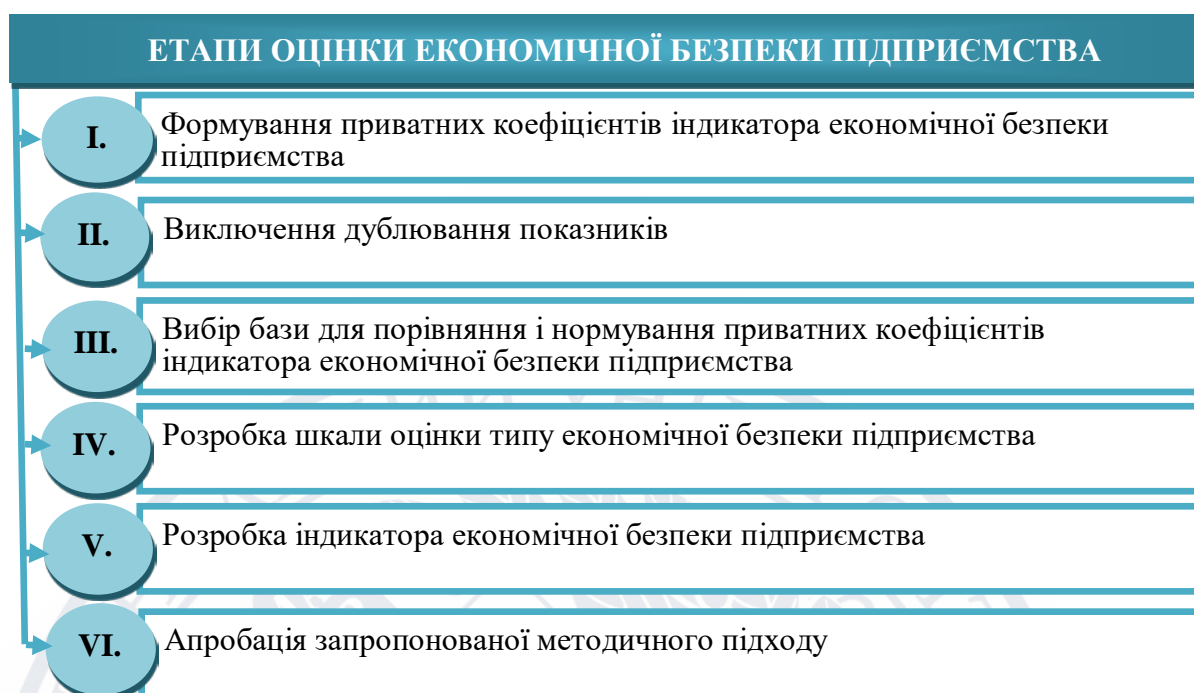 ЕТАПИ ОЦІНКИ ЕКОНОМІЧНОЇ БЕЗПЕКИ ПІДПРИЄМСТВА
I.
Формування приватних коефіцієнтів індикатора економічної безпеки
підприємства
II.
Виключення дублювання показників
III.
Вибір бази для порівняння і нормування приватних коефіцієнтів
індикатора економічної безпеки підприємства
IV.
Розробка шкали оцінки типу економічної безпеки підприємства
V.
Розробка індикатора економічної безпеки підприємства
VI.
Апробація запропонованої методичного підходу